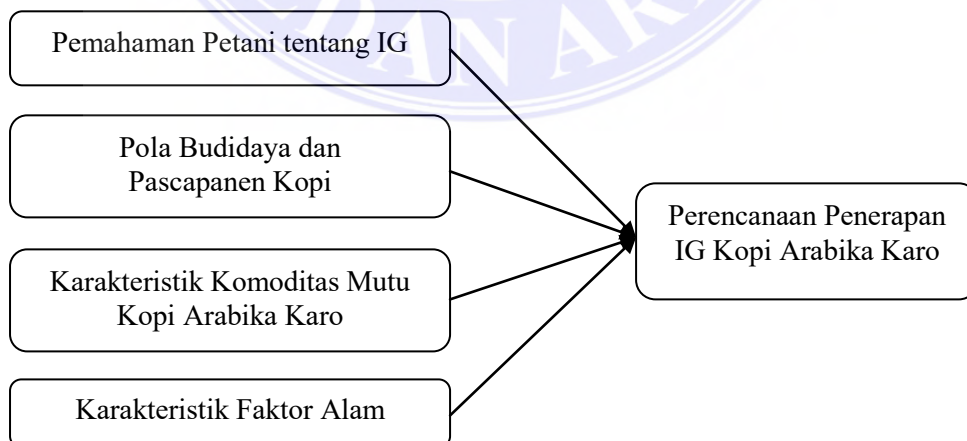 Pemahaman Petani tentang IG
Pola Budidaya dan
Pascapanen Kopi
Karakteristik Komoditas Mutu
Kopi Arabika Karo
Karakteristik Faktor Alam
Perencanaan Penerapan
IG Kopi Arabika Karo